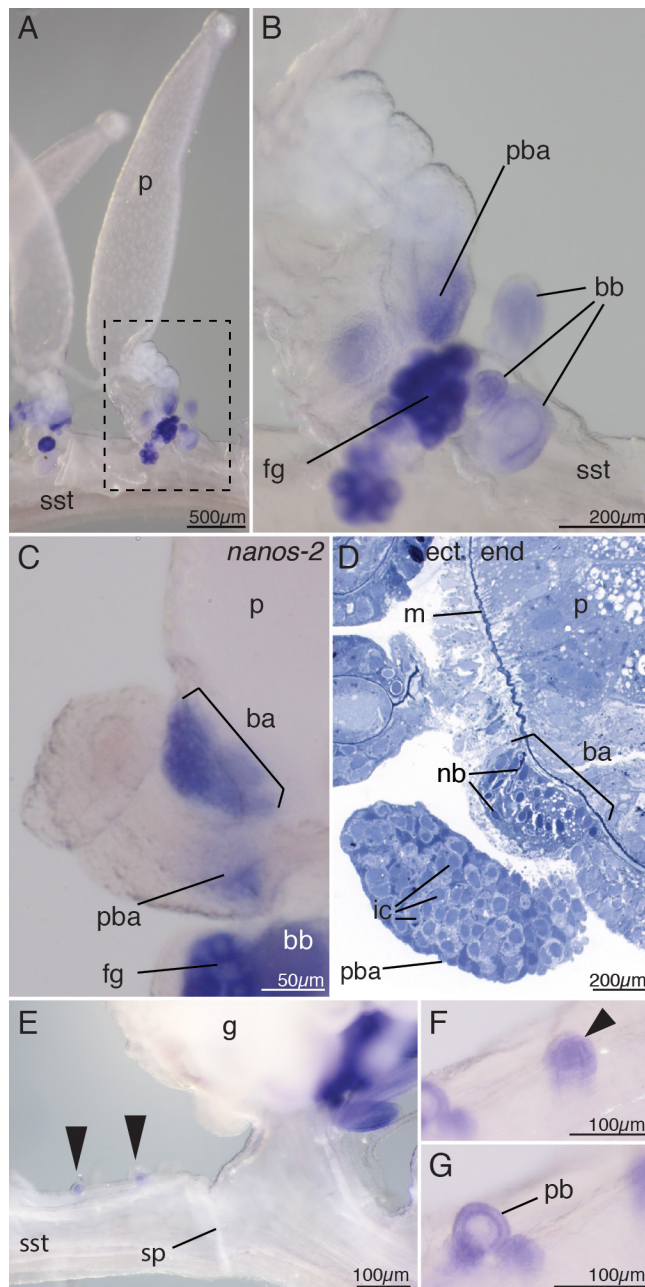 A
p
sst
500µm
B
pba
bb
fg
sst
200µm
C
nanos-2
p
ba
pba
fg
bb
50µm
D
ect end
m
p
ba
nb
ic
pba
200µm
E
g
sst
sp
100µm
F
100µm
G
pb
100µm